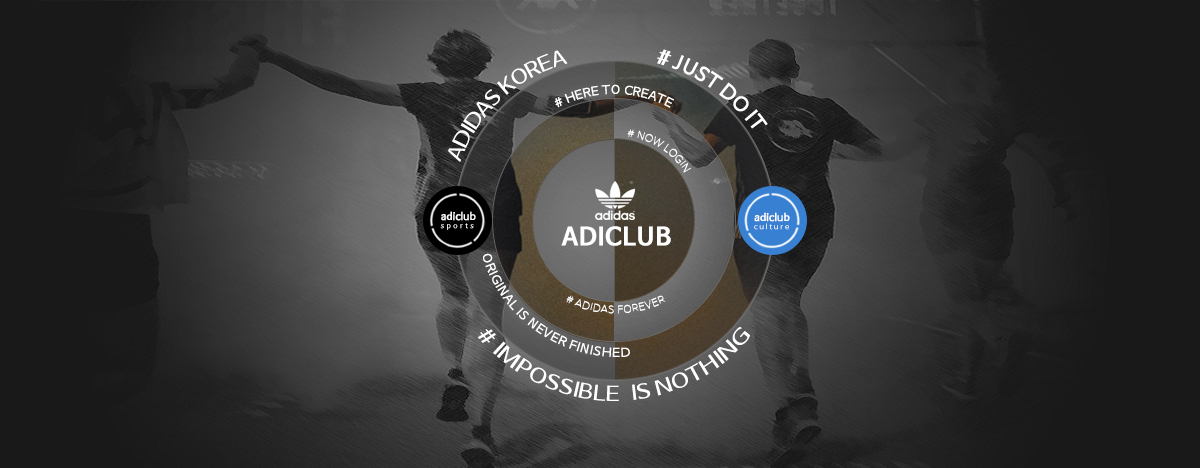 ADIDAS KOREA
# JUST DO IT
# HERE TO CREATE
# NOW LOGIN
adidas
ADICLUB
adiclub
sports
adiclub
culture
# ADIDAS FOREVER
ORIGINAL IS NEVER FINISHED
# IMPOSSIBLE IS NOTHING